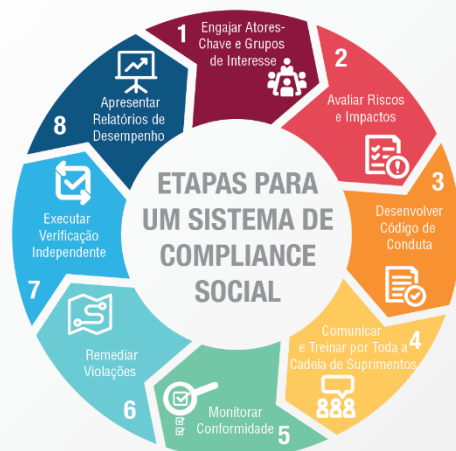 ETAPAS PARA
UM SISTEMA DE
COMPLIANCE
SOCIAL
1
Engajar Atores-
Chave e Grupos
de Interesse
2
Avaliar Riscos
e Impactos
3
Desenvolver
Código de
Conduta
4
Comunicar
e Treinar por Toda a
Cadeia de Suprimentos
5
Monitorar
Conformidade
6
Remediar
Violações
7
Executar
Verificação
Independente
8
Apresentar
Relatórios de
Desempenho